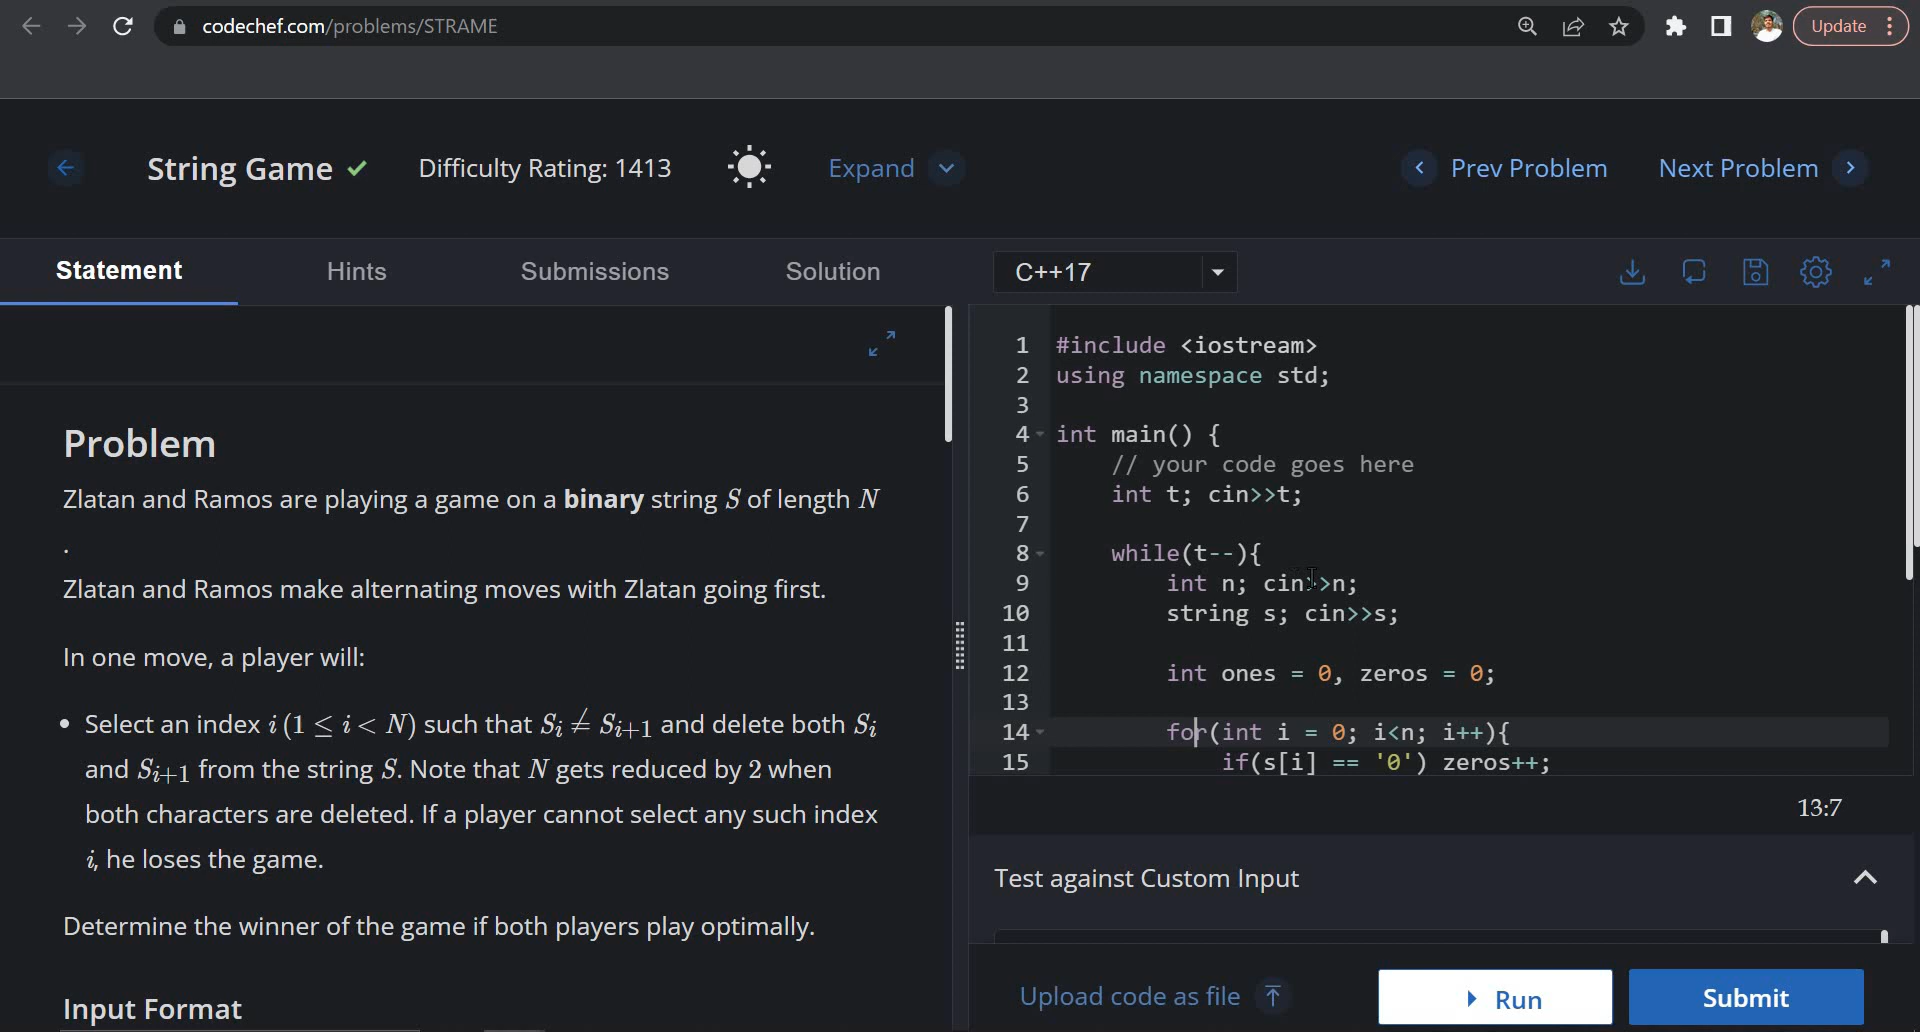 codechef.com/problems/STRAME
Update
String Game
Difficulty Rating: 1413
Expand
Prev Problem
Next Problem
Statement
Hints
Submissions
Solution
C++17
Problem
Zlatan and Ramos are playing a game on a binary string S of length N
.
Zlatan and Ramos make alternating moves with Zlatan going first.
In one move, a player will:
• Select an index i (1 ≤ i < N) such that S_i ≠ S_{i+1} and delete both S_i
and S_{i+1} from the string S. Note that N gets reduced by 2 when
both characters are deleted. If a player cannot select any such index
i, he loses the game.
Determine the winner of the game if both players play optimally.
Input Format
1 #include <iostream>
2 using namespace std;
3
4 int main() {
5 // your code goes here
6 int t; cin>>t;
7
8 while(t--){
9 int n; cin>>n;
10 string s; cin>>s;
11
12 int ones = 0, zeros = 0;
13
14 for(int i = 0; i<n; i++){
15 if(s[i] == '0') zeros++;
13:7
Test against Custom Input
Upload code as file
Run
Submit